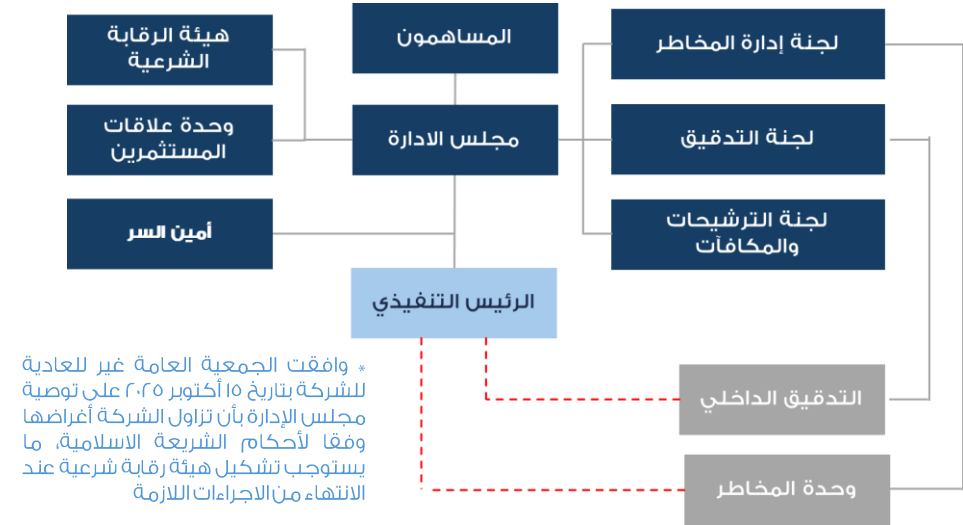 المساهمون
لجنة إدارة المخاطر
هيئة الرقابة
الشرعية
مجلس الادارة
لجنة التدقيق
وحدة علاقات
المستثمرين
لجنة الترشيحات
والمكافآت
أمين السر
الرئيس التنفيذي
التدقيق الداخلي
وحدة المخاطر
* وافقت الجمعية العامة غير للعادية
للشركة بتاريخ ١٥ أكتوبر ٢٠٢٥ على توصية
مجلس الإدارة بأن تزاول الشركة أغراضها
وفقا لأحكام الشريعة الاسلامية، ما
يستوجب تشكيل هيئة رقابة شرعية عند
الانتهاء من الاجراءات اللازمة